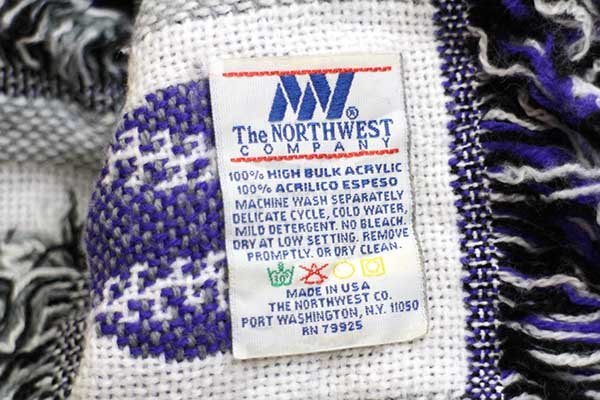 NW®
The NORTHWEST
COMPANY
100% HIGH BULK ACRYLIC
100% ACRILICO ESPESO
MACHINE WASH SEPARATELY
DELICATE CYCLE, COLD WATER,
MILD DETERGENT. NO BLEACH.
DRY AT LOW SETTING. REMOVE
PROMPTLY. OR DRY CLEAN.
MADE IN USA
THE NORTHWEST CO.
PORT WASHINGTON, N.Y. 11050
RN 79925